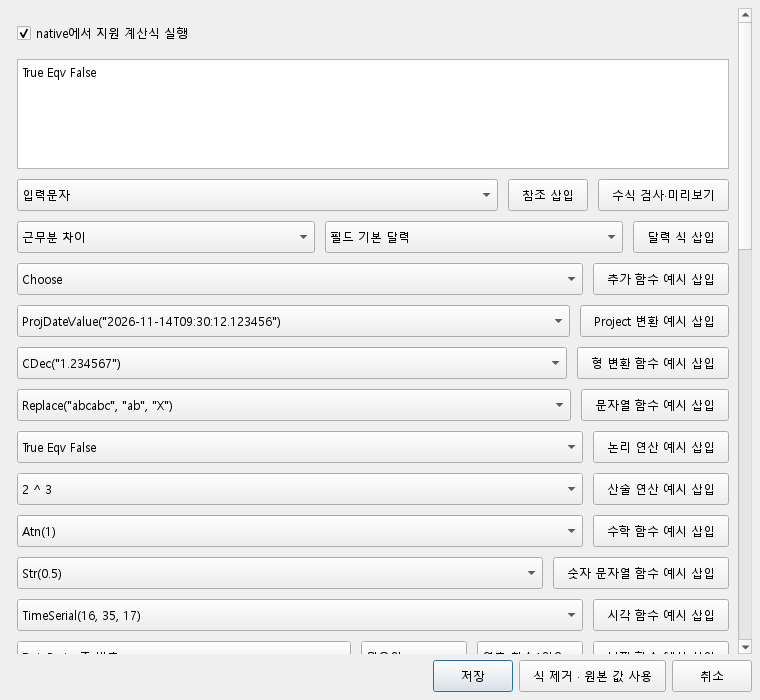 native에서 지원 계산식 실행
True Eqv False
입력문자 참조 삽입 수식 검사·미리보기
근무분 차이 필드 기본 달력 달력 식 삽입
Choose 추가 함수 예시 삽입
ProjDateValue("2026-11-14T09:30:12.123456") Project 변환 예시 삽입
CDec("1.234567") 형 변환 함수 예시 삽입
Replace("abcabc", "ab", "X") 문자열 함수 예시 삽입
True Eqv False 논리 연산 예시 삽입
2 ^ 3 산술 연산 예시 삽입
Atn(1) 수학 함수 예시 삽입
Str(0.5) 숫자 문자열 함수 예시 삽입
TimeSerial(16, 35, 17) 시각 함수 예시 삽입
저장 식 제거 · 원본 값 사용 취소